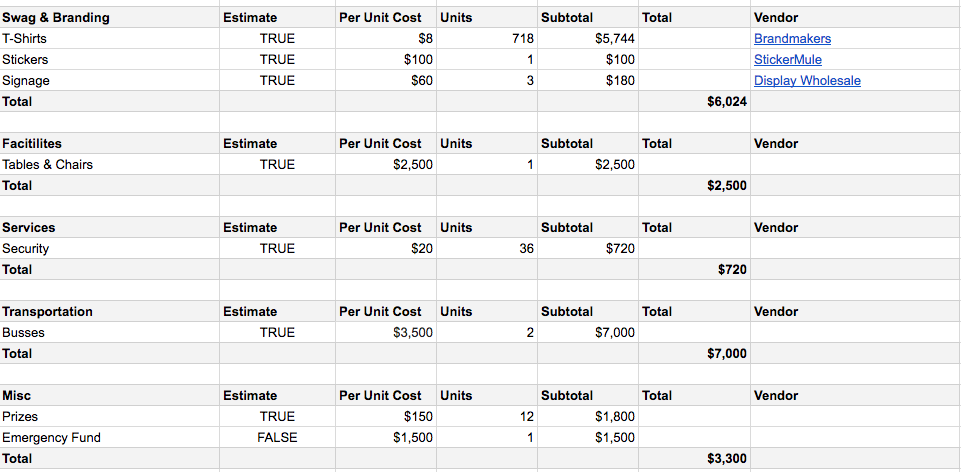 Swag & Branding Estimate Per Unit Cost Units Subtotal Total Vendor
T-Shirts TRUE $8 718 $5,744 Brandmakers
Stickers TRUE $100 1 $100 StickerMule
Signage TRUE $60 3 $180 Display Wholesale
Total $6,024
Facitilites Estimate Per Unit Cost Units Subtotal Total Vendor
Tables & Chairs TRUE $2,500 1 $2,500
Total $2,500
Services Estimate Per Unit Cost Units Subtotal Total Vendor
Security TRUE $20 36 $720
Total $720
Transportation Estimate Per Unit Cost Units Subtotal Total Vendor
Busses TRUE $3,500 2 $7,000
Total $7,000
Misc Estimate Per Unit Cost Units Subtotal Total Vendor
Prizes TRUE $150 12 $1,800
Emergency Fund FALSE $1,500 1 $1,500
Total $3,300